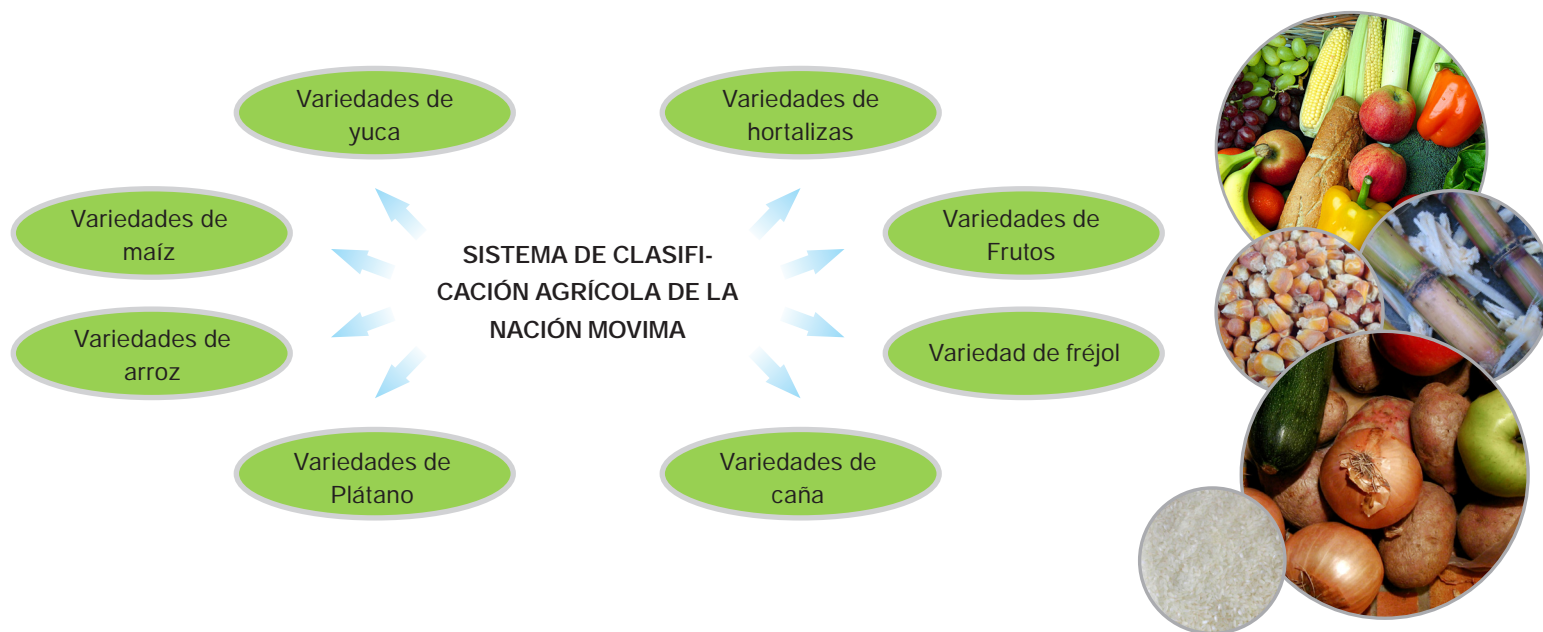 Variedades de
yuca
Variedades de
hortalizas
Variedades de
maíz
Variedades de
Frutos
SISTEMA DE CLASIFI-
CACIÓN AGRÍCOLA DE LA
NACIÓN MOVIMA
Variedades de
arroz
Variedad de fréjol
Variedades de
Plátano
Variedades de
caña